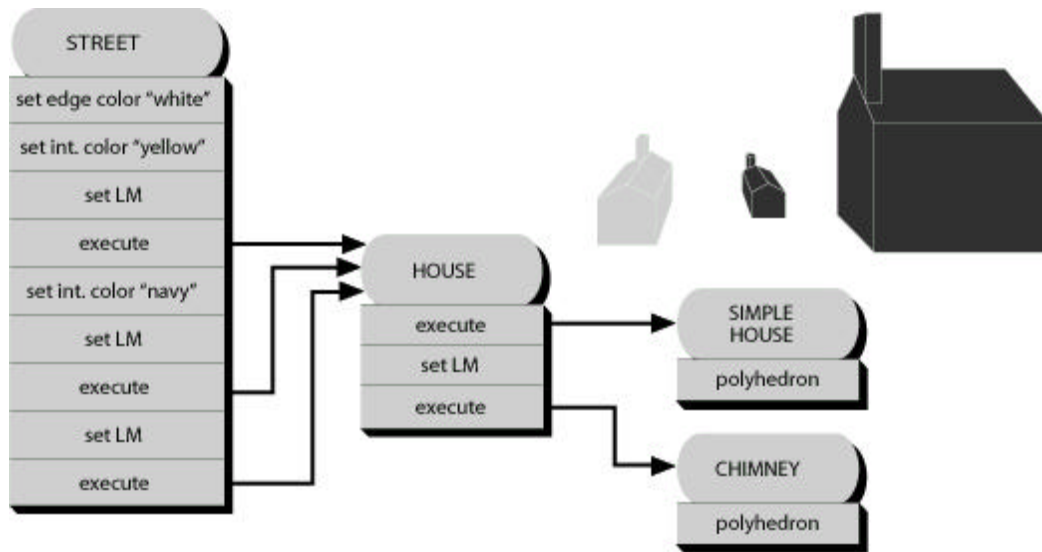 STREET
set edge color “white”
set int. color “yellow”
set LM
execute
set int. color “navy”
set LM
execute
set LM
execute
HOUSE
execute
set LM
execute
SIMPLE
HOUSE
polyhedron
CHIMNEY
polyhedron